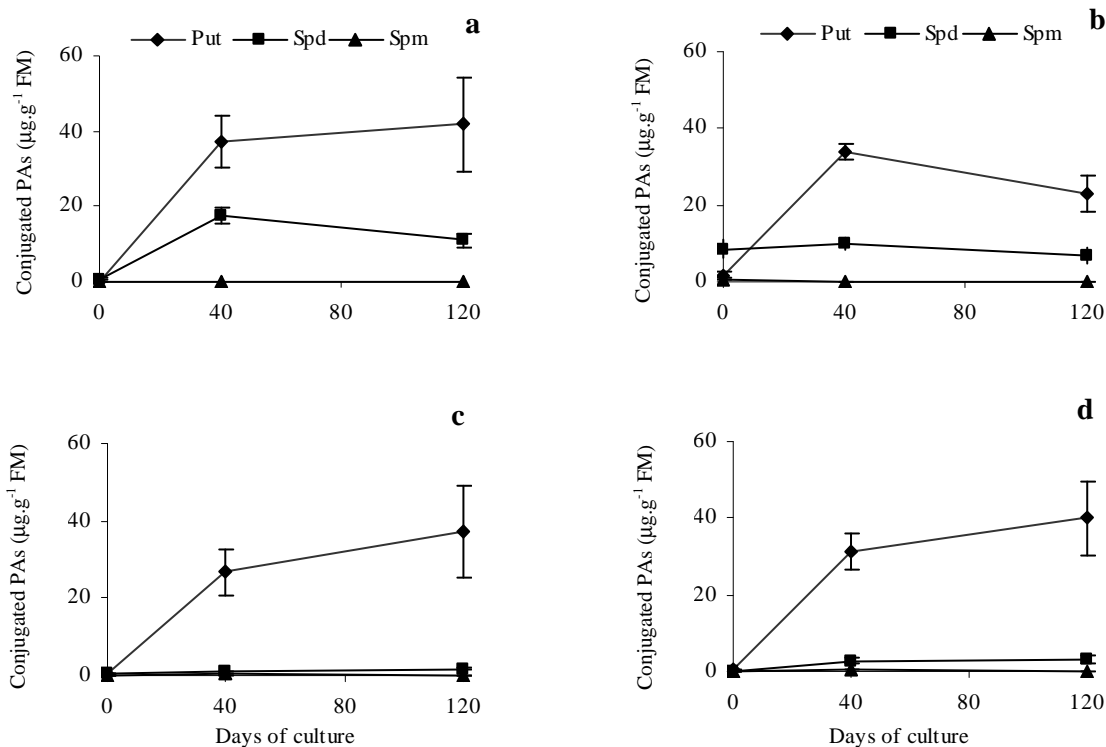 Put Spd Spm a
Conjugated PAs (µg.g⁻¹ FM)
60
40
20
0
0 40 80 120
Put Spd Spm b
Conjugated PAs (µg.g⁻¹ FM)
60
40
20
0
0 40 80 120
c
Conjugated PAs (µg.g⁻¹ FM)
60
40
20
0
0 40 80 120
Days of culture
d
Conjugated PAs (µg.g⁻¹ FM)
60
40
20
0
0 40 80 120
Days of culture